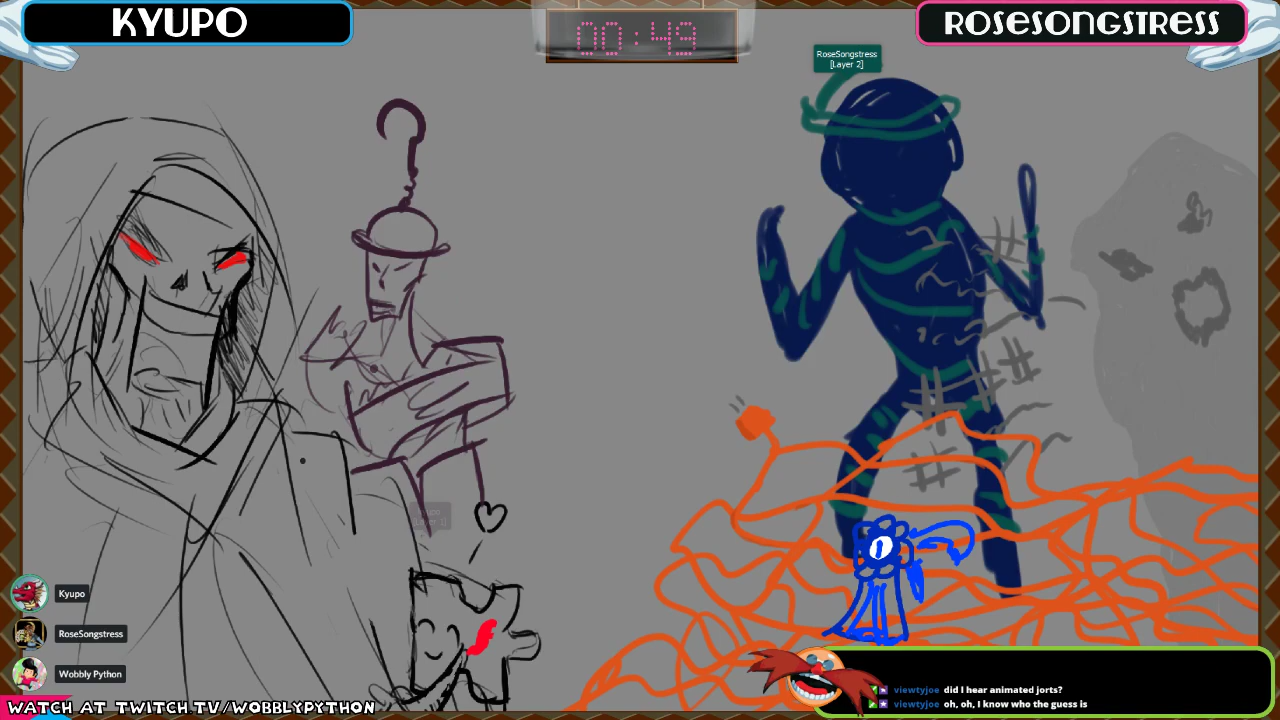 KYUPO
00:49
ROSESONGSTRESS
RoseSongstress
[Layer 2]
Kyupo
RoseSongstress
Wobbly Python
WATCH AT TWITCH.TV/WOBBLYPYTHON
viewtyjoe did I hear animated jorts?
viewtyjoe oh, oh, I know who the guess is